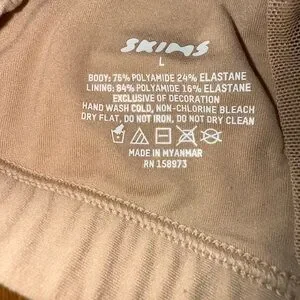 SKIMS
L
BODY: 76% POLYAMIDE 24% ELASTANE
LINING: 84% POLYAMIDE 16% ELASTANE
EXCLUSIVE OF DECORATION
HAND WASH COLD, NON-CHLORINE BLEACH
DRY FLAT, DO NOT IRON, DO NOT DRY CLEAN
MADE IN MYANMAR
RN 158973